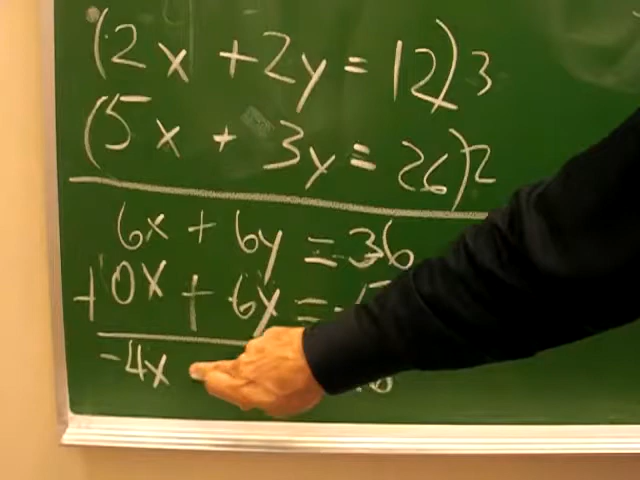 (2x + 2y = 12)3
(5x + 3y = 26)2
6x + 6y = 36
-10x + 6y =
-4x